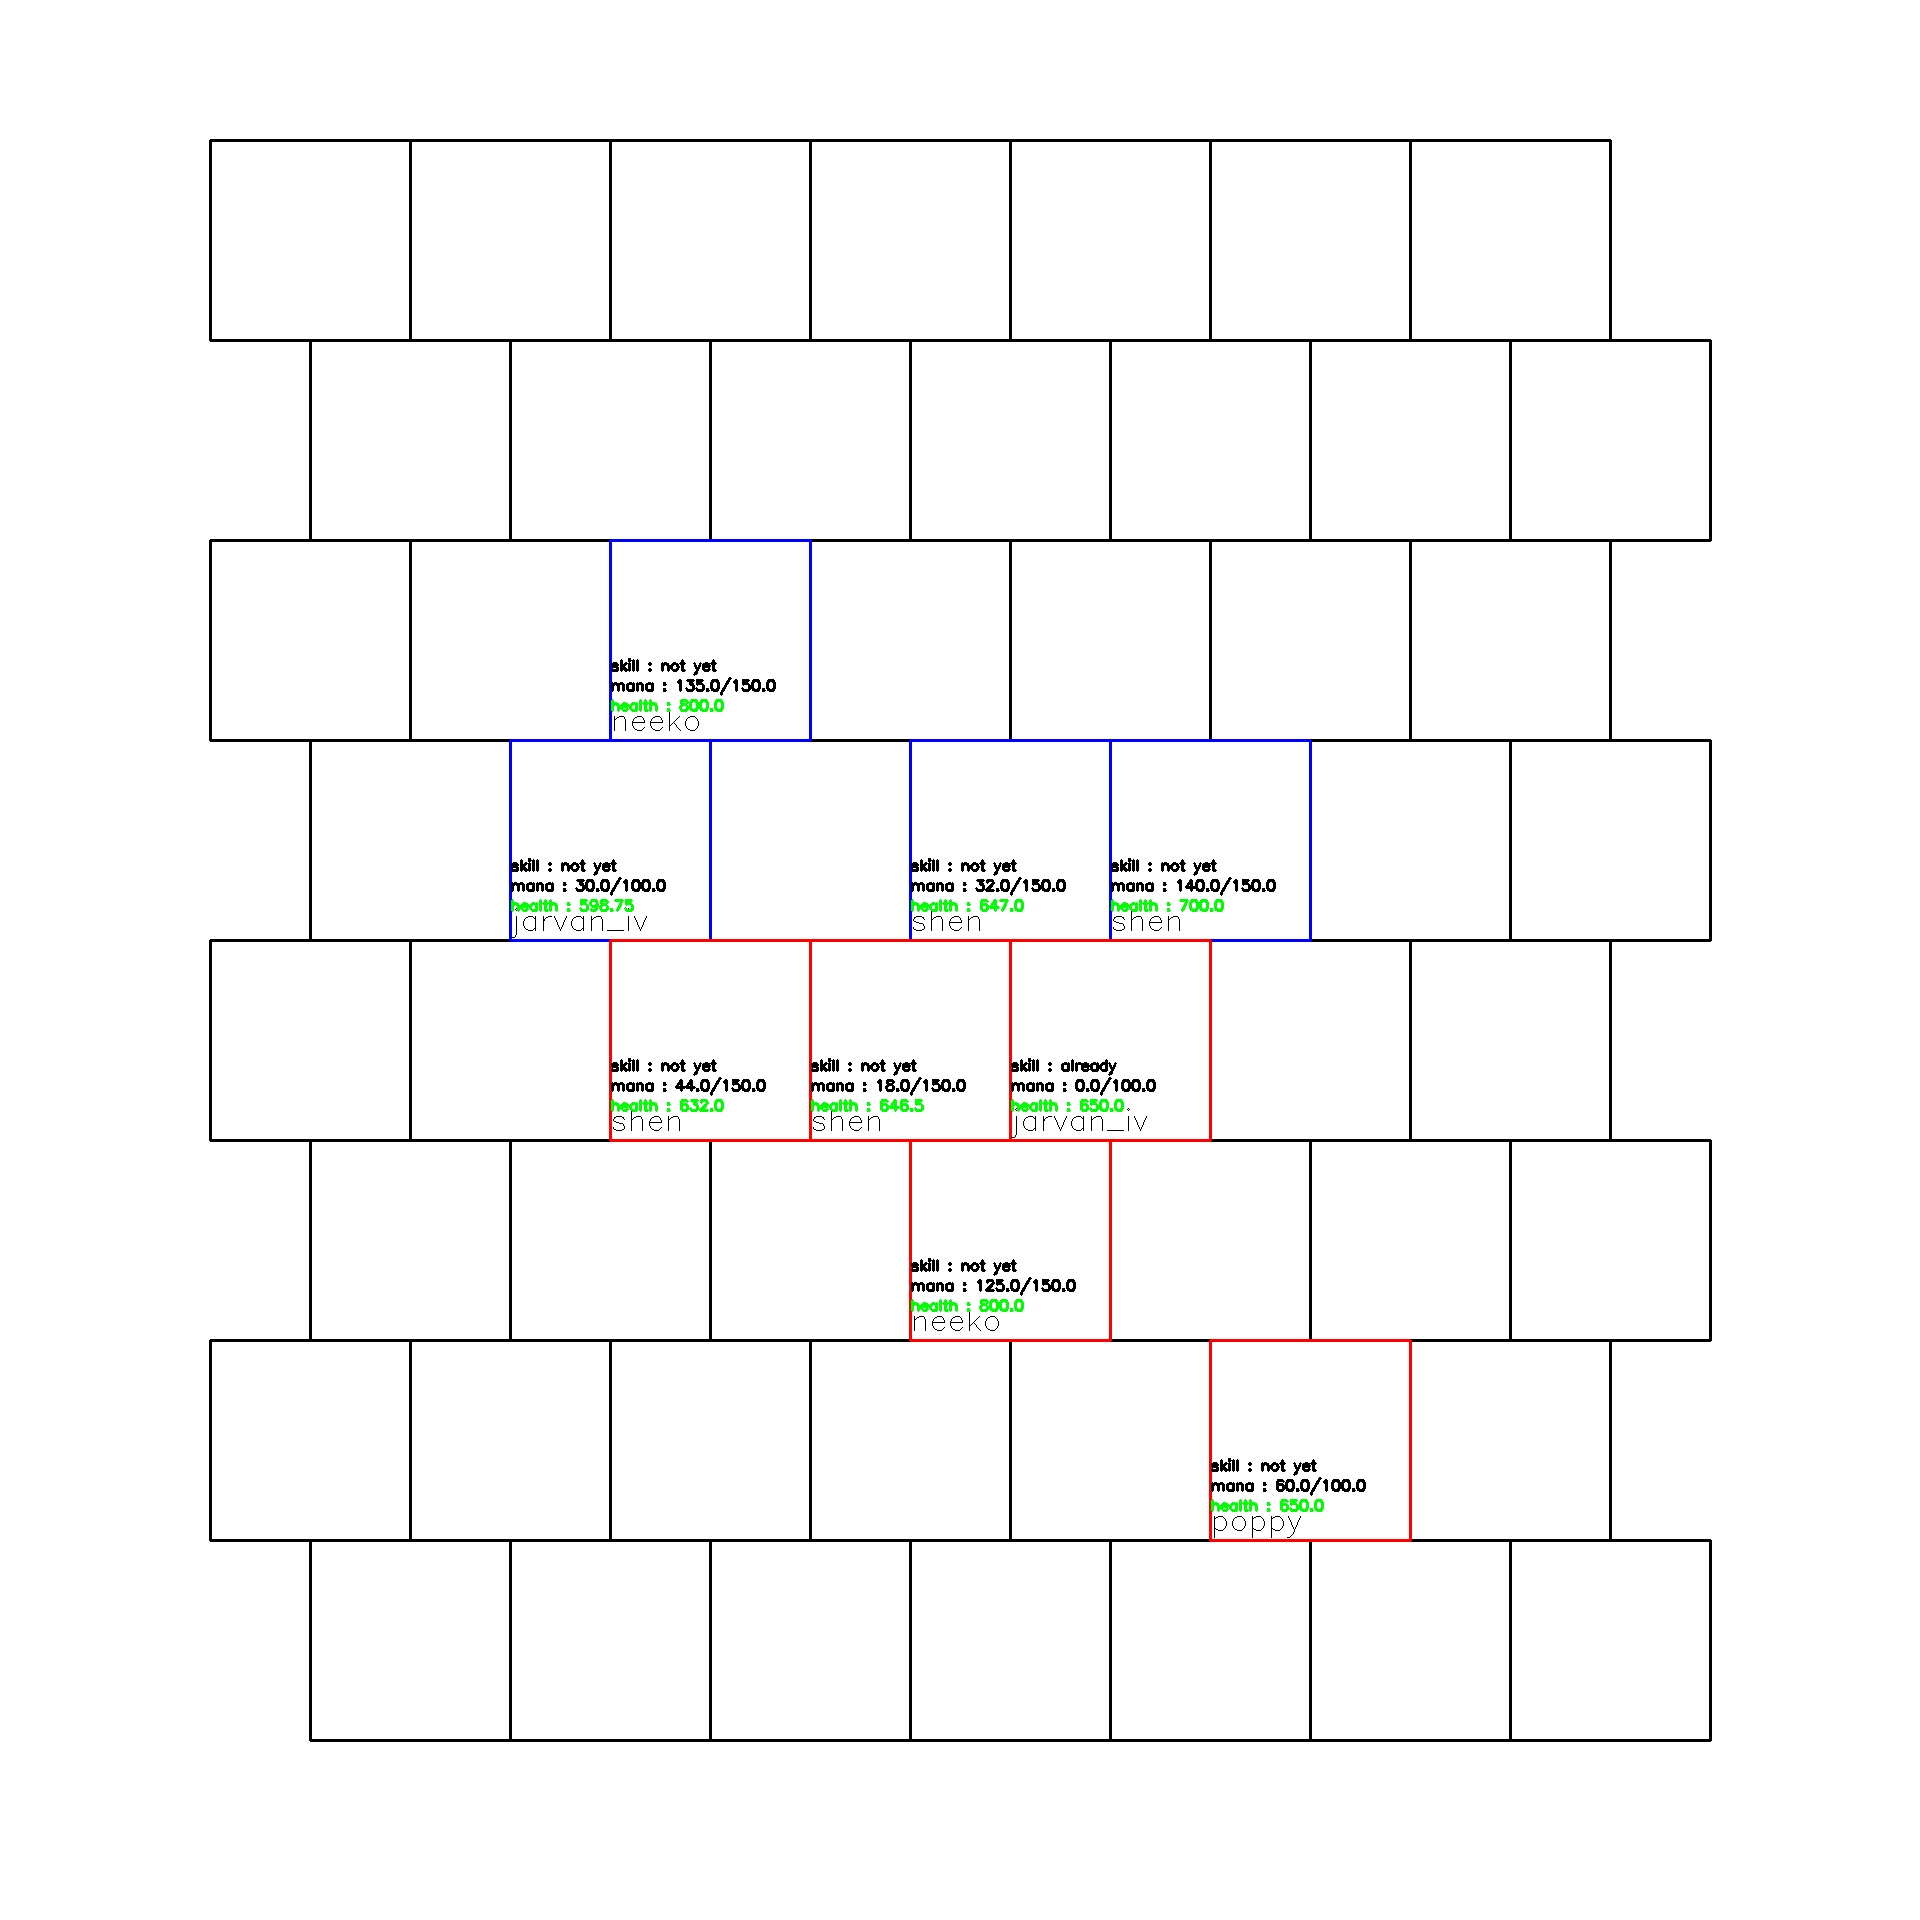 skill : not yet
mana : 135.0/150.0
health : 800.0
neeko
skill : not yet
mana : 30.0/100.0
health : 598.75
jarvan_iv
skill : not yet
mana : 32.0/150.0
health : 647.0
shen
skill : not yet
mana : 140.0/150.0
health : 700.0
shen
skill : not yet
mana : 44.0/150.0
health : 632.0
shen
skill : not yet
mana : 18.0/150.0
health : 646.5
shen
skill : already
mana : 0.0/100.0
health : 650.0
jarvan_iv
skill : not yet
mana : 125.0/150.0
health : 800.0
neeko
skill : not yet
mana : 60.0/100.0
health : 650.0
poppy